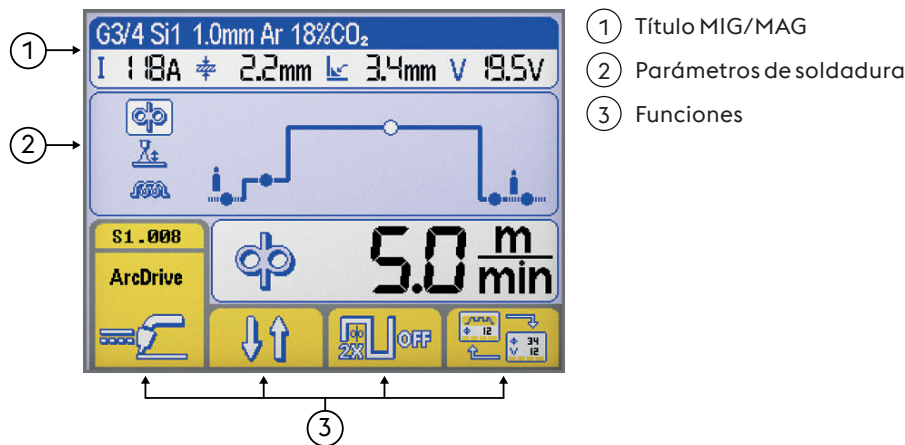 G3/4 Si1 1.0mm Ar 18%CO₂
I 118A 2.2mm 3.4mm V 19.5V
S1.008
ArcDrive
5.0 m/min
2X OFF
12
34
V 12
1
2
3
1 Título MIG/MAG
2 Parámetros de soldadura
3 Funciones